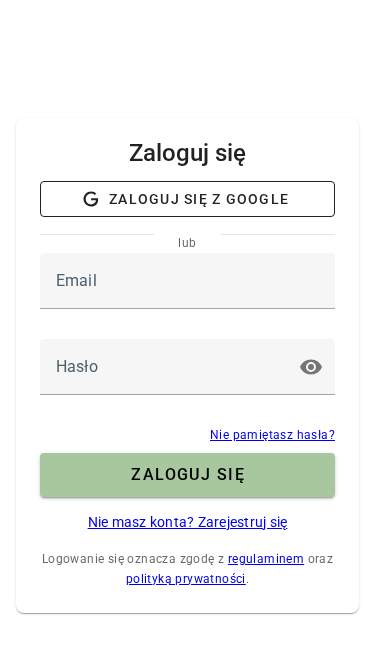 Zaloguj się
ZALOGUJ SIĘ Z GOOGLE
lub
Email
Hasło
Nie pamiętasz hasla?
ZALOGUJ SIĘ
Nie masz konta? Zarejestruj się
Logowanie się oznacza zgodę z regulaminem oraz
polityką prywatności.